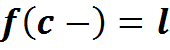 f(c −) = l